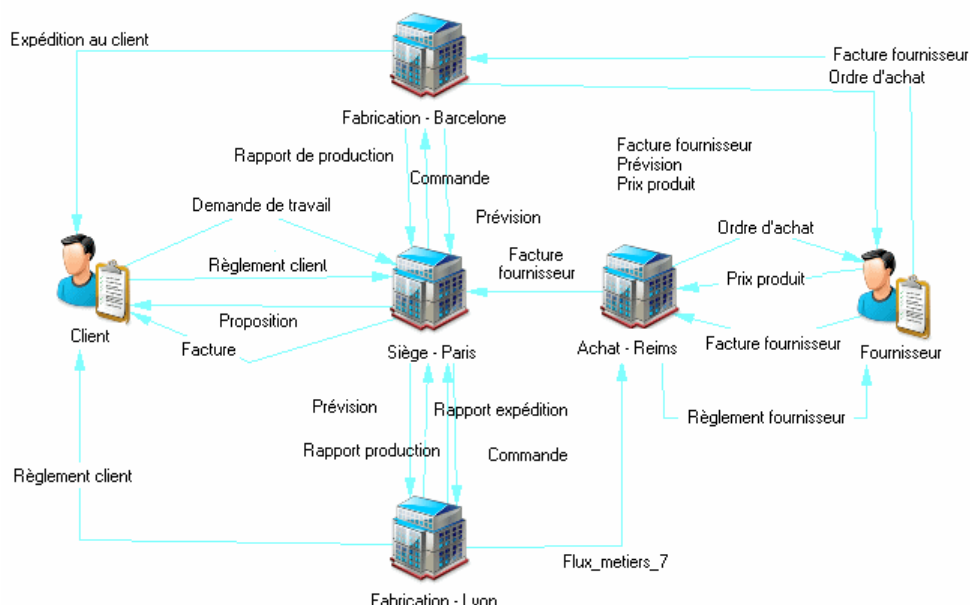 Expédition au client
Facture fournisseur
Ordre d'achat
Fabrication - Barcelone
Rapport de production
Commande
Facture fournisseur
Prévision
Prix produit
Demande de travail
Prévision
Ordre d'achat
Règlement client
Facture
fournisseur
Prix produit
Proposition
Client
Facture
Siège - Paris
Achat - Reims
Facture fournisseur
Fournisseur
Prévision
Rapport expédition
Règlement fournisseur
Rapport production
Commande
Règlement client
Flux_metiers_7
Fabrication - Lyon